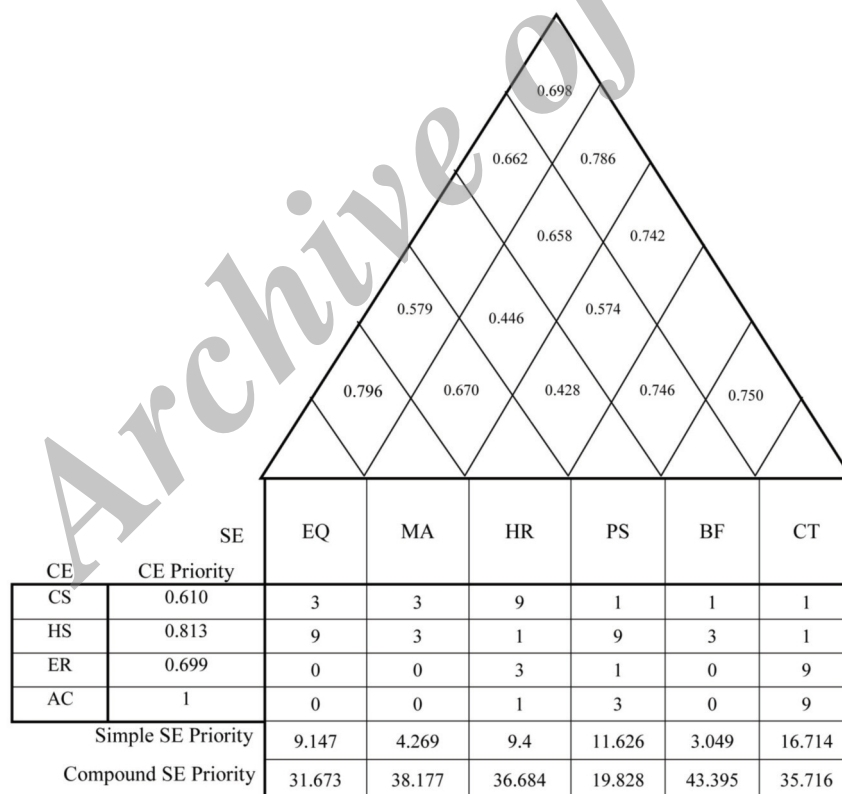 Archive of
0.698
0.662 0.786
0.658 0.742
0.579 0.446 0.574
0.796 0.670 0.428 0.746 0.750
SE EQ MA HR PS BF CT
CE CE Priority
CS 0.610 3 3 9 1 1 1
HS 0.813 9 3 1 9 3 1
ER 0.699 0 0 3 1 0 9
AC 1 0 0 1 3 0 9
Simple SE Priority 9.147 4.269 9.4 11.626 3.049 16.714
Compound SE Priority 31.673 38.177 36.684 19.828 43.395 35.716